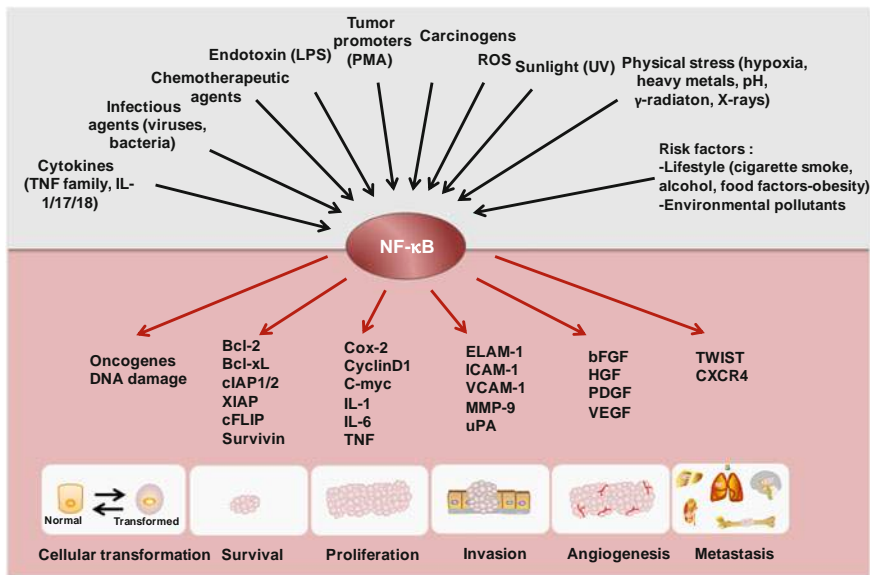 Tumor
promoters
(PMA)
Carcinogens
Endotoxin (LPS)
ROS
Sunlight (UV)
Physical stress (hypoxia,
heavy metals, pH,
γ-radiaton, X-rays)
Chemotherapeutic
agents
Infectious
agents (viruses,
bacteria)
Cytokines
(TNF family, IL-
1/17/18)
Risk factors :
-Lifestyle (cigarette smoke,
alcohol, food factors-obesity)
-Environmental pollutants
NF-κB
Oncogenes
DNA damage
Bcl-2
Bcl-xL
cIAP1/2
XIAP
cFLIP
Survivin
Cox-2
CyclinD1
C-myc
IL-1
IL-6
TNF
ELAM-1
ICAM-1
VCAM-1
MMP-9
uPA
bFGF
HGF
PDGF
VEGF
TWIST
CXCR4
Normal
Transformed
Cellular transformation
Survival
Proliferation
Invasion
Angiogenesis
Metastasis